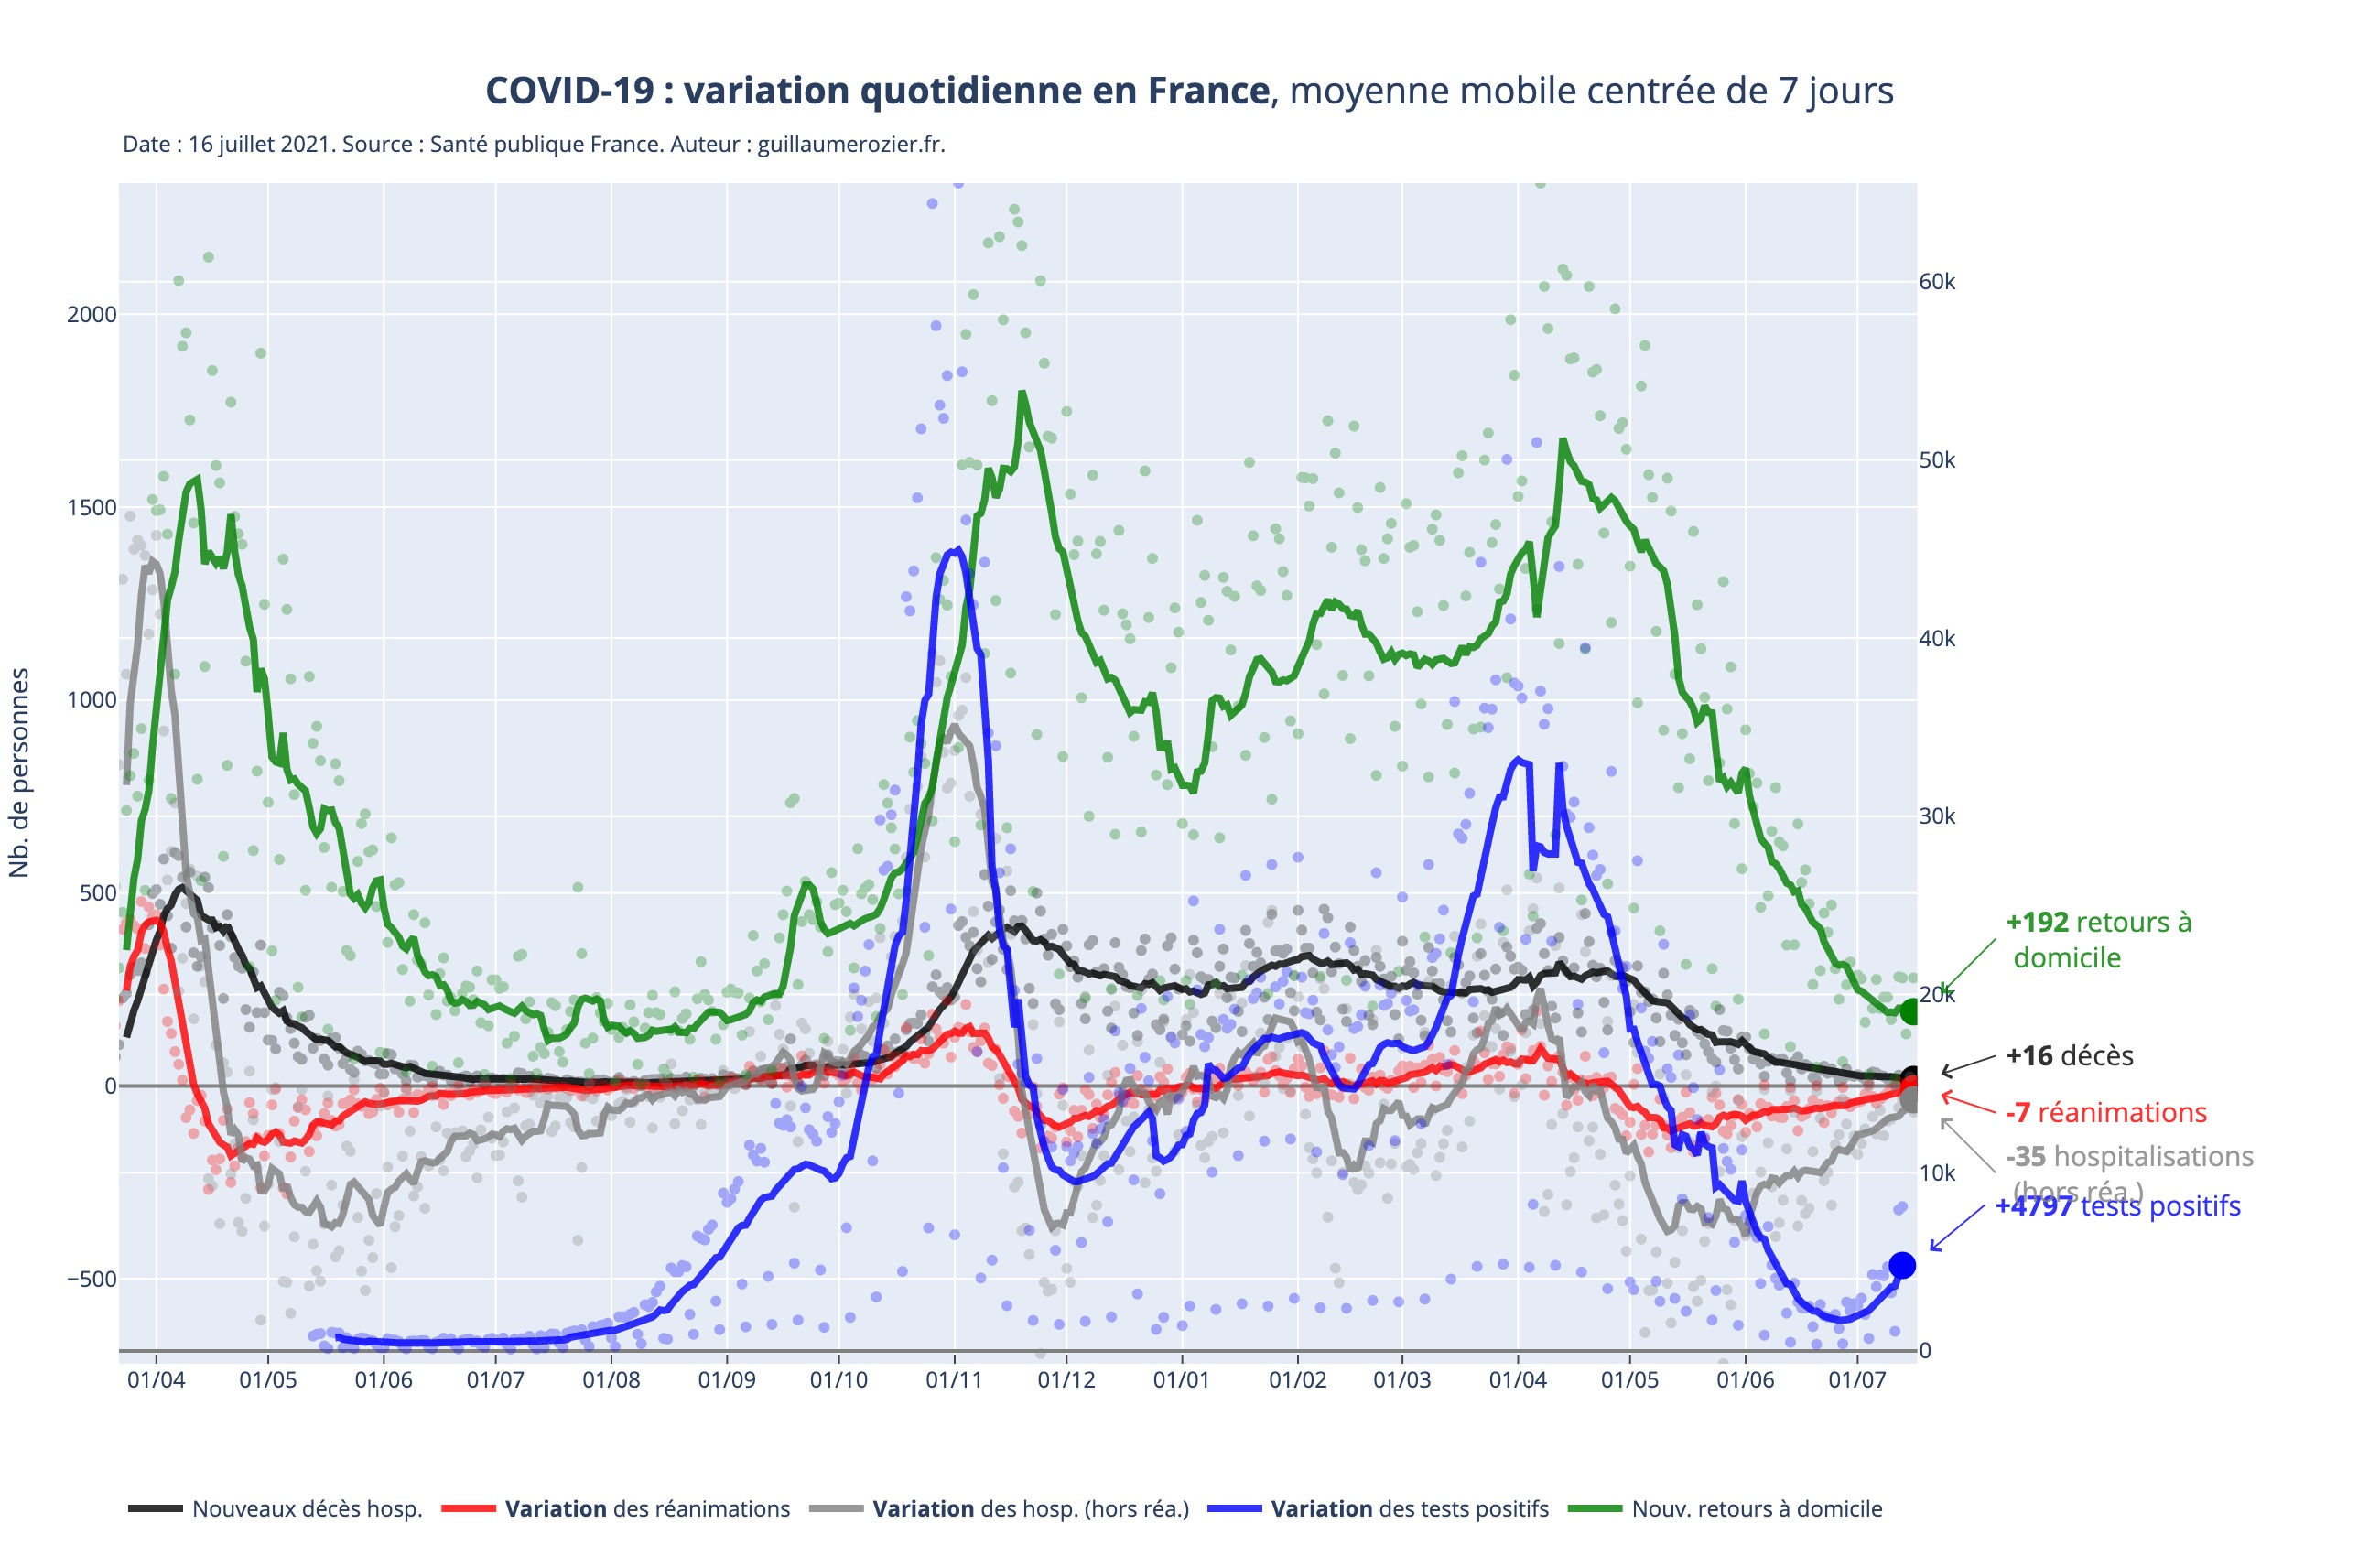 COVID-19 : variation quotidienne en France, moyenne mobile centrée de 7 jours
Date : 16 juillet 2021. Source : Santé publique France. Auteur : guillaumerozier.fr.
Nb. de personnes
2000
1500
1000
500
0
−500
60k
50k
40k
30k
20k
10k
0
+192 retours à
domicile
+16 décès
-7 réanimations
-35 hospitalisations
(hors réa.)
+4797 tests positifs
01/04 01/05 01/06 01/07 01/08 01/09 01/10 01/11 01/12 01/01 01/02 01/03 01/04 01/05 01/06 01/07
Nouveaux décès hosp. Variation des réanimations Variation des hosp. (hors réa.) Variation des tests positifs Nouv. retours à domicile